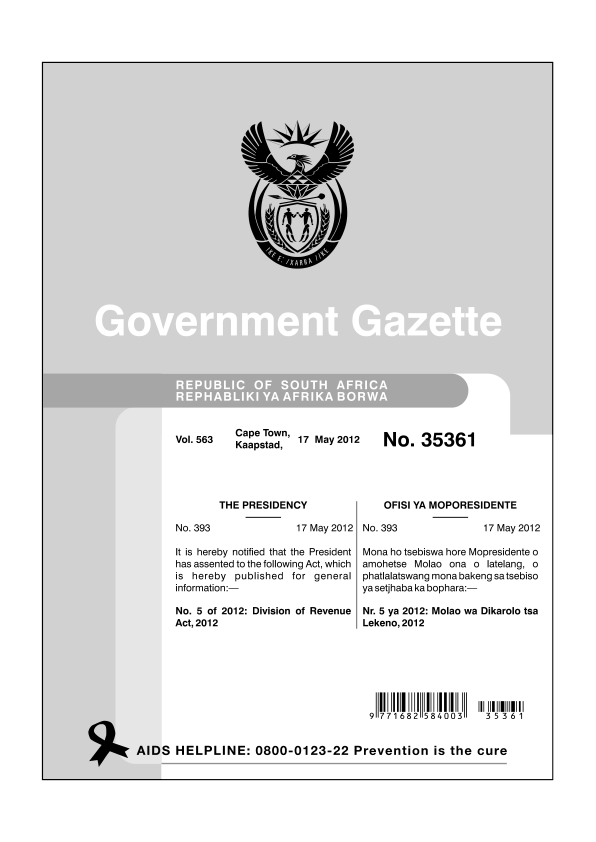 !KE E: /XARRA //KE
Government Gazette
REPUBLIC OF SOUTH AFRICA
REPHABLIKI YA AFRIKA BORWA
Vol. 563
Cape Town,
Kaapstad,
17 May 2012
No. 35361
THE PRESIDENCY
No. 393 17 May 2012
It is hereby notified that the President
has assented to the following Act, which
is hereby published for general
information:—
No. 5 of 2012: Division of Revenue
Act, 2012
OFISI YA MOPORESIDENTE
No. 393 17 May 2012
Mona ho tsebiswa hore Mopresidente o
amohetse Molao ona o latelang, o
phatlalatswang mona bakeng sa tsebiso
ya setjhaba ka bophara:—
Nr. 5 ya 2012: Molao wa Dikarolo tsa
Lekeno, 2012
9 771682 584003
35361
AIDS HELPLINE: 0800-0123-22 Prevention is the cure